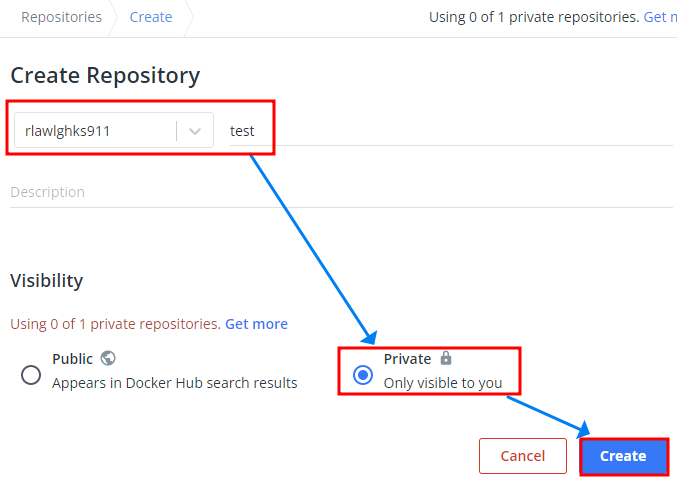 Repositories Create Using 0 of 1 private repositories. Get
Create Repository
rlawlghks911 test
Description
Visibility
Using 0 of 1 private repositories. Get more
Public Private
Appears in Docker Hub search results Only visible to you
Cancel Create